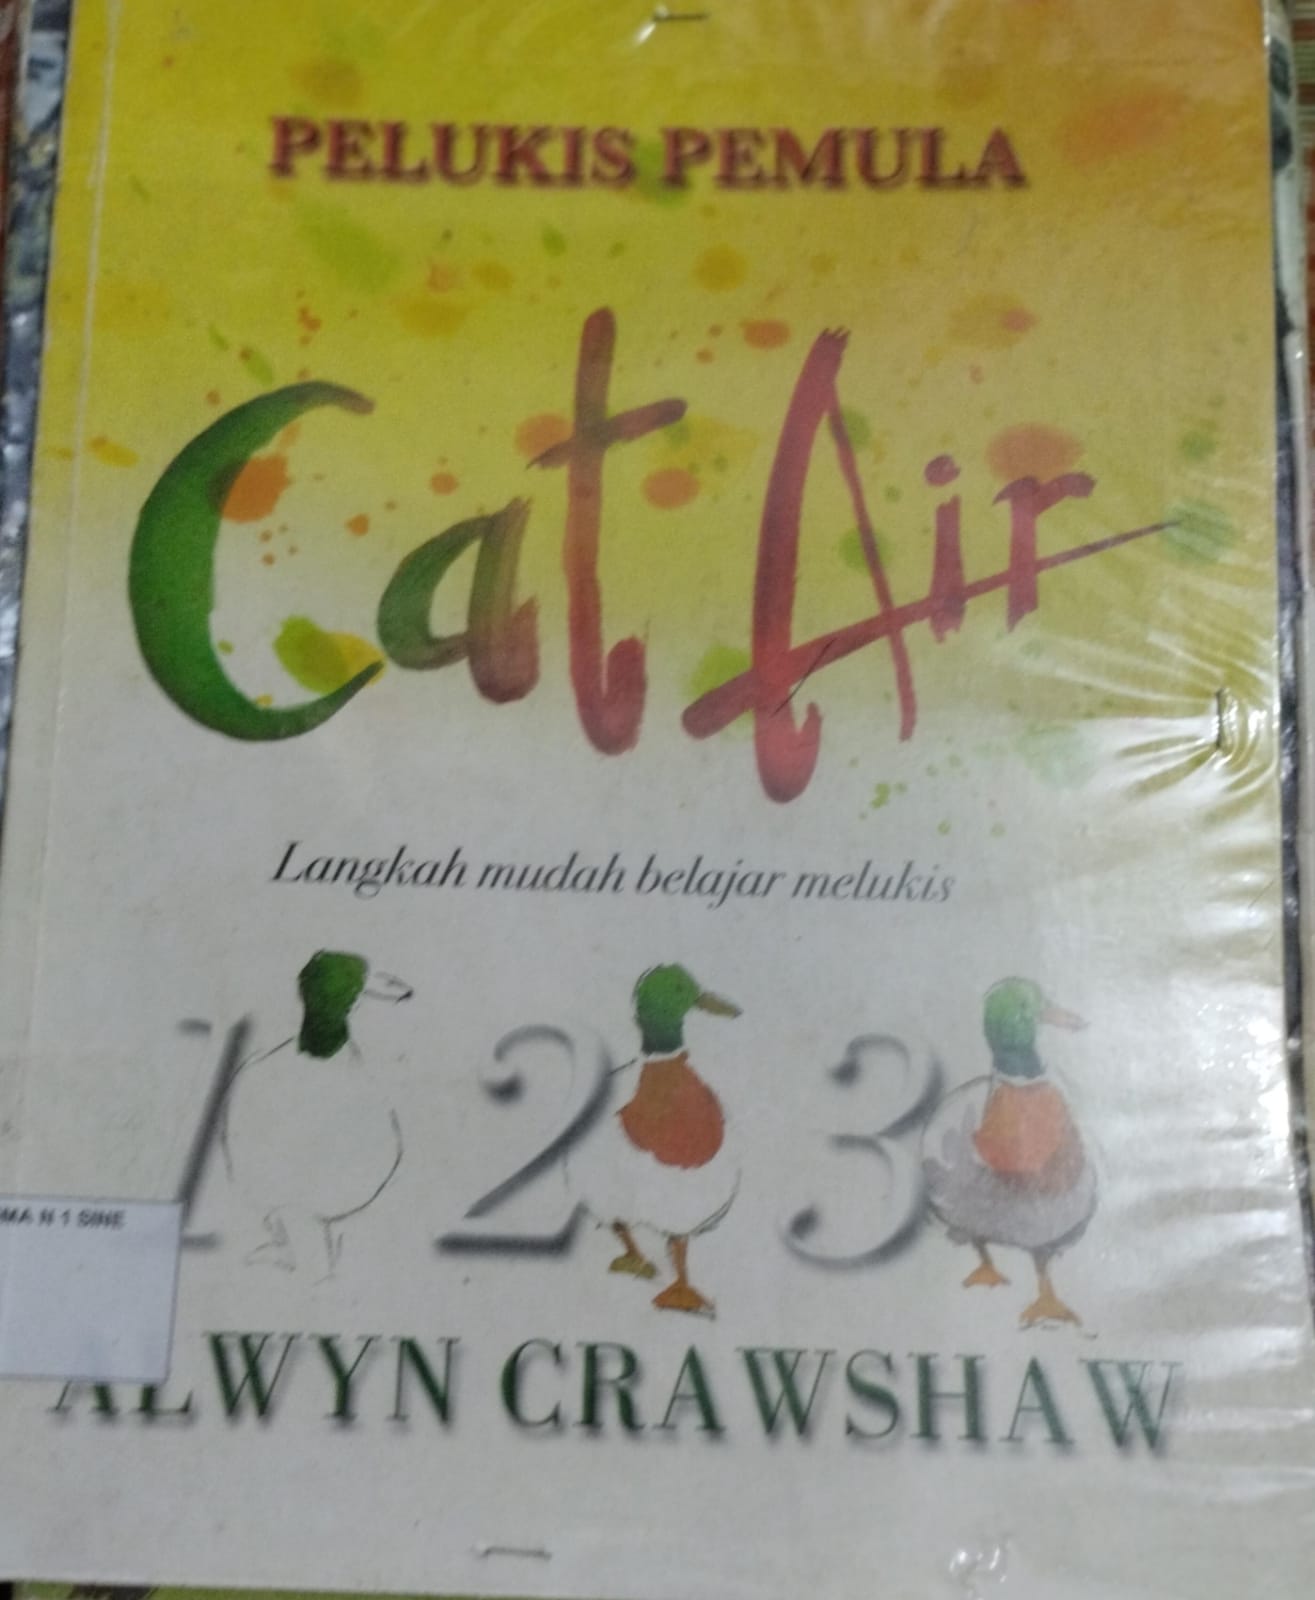 PELUKIS PEMULA
Cat Air
Langkah mudah belajar melukis
1 2 3
MA N 1 SINE
ALWYN CRAWSHAW